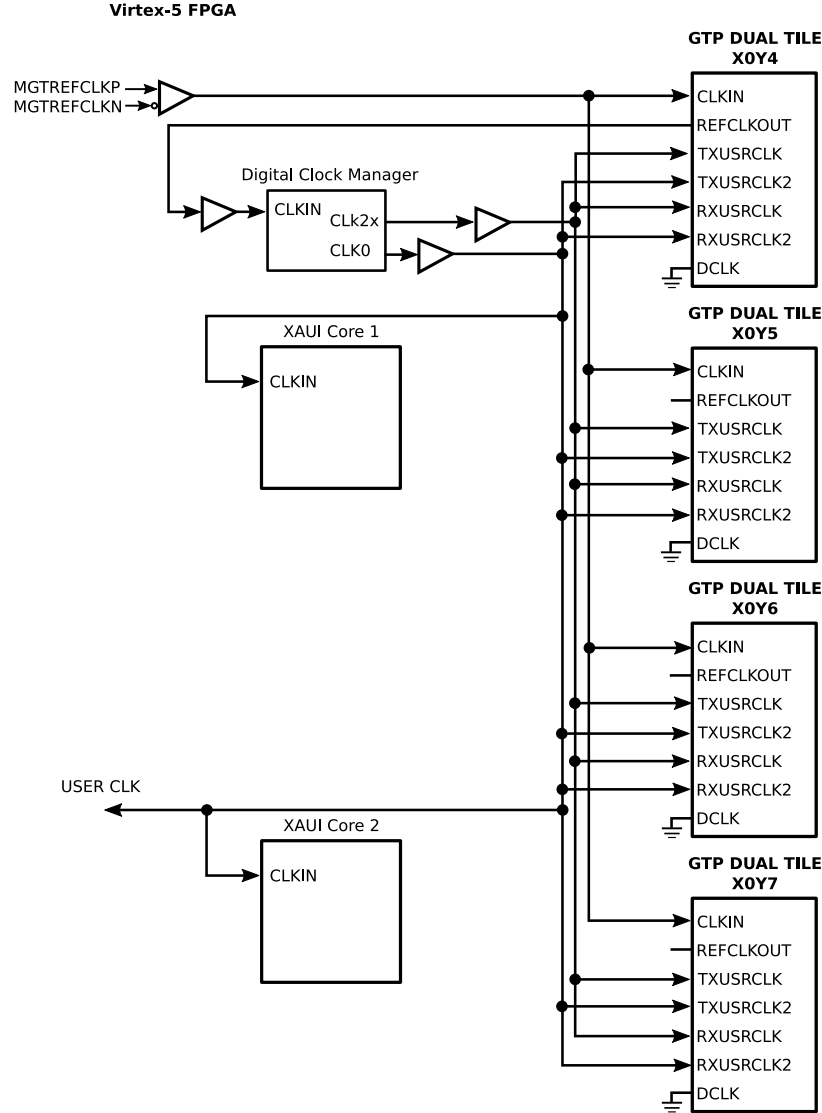 Virtex-5 FPGA
GTP DUAL TILE
X0Y4
MGTREFCLKP
MGTREFCLKN
CLKIN
REFCLKOUT
TXUSRCLK
TXUSRCLK2
RXUSRCLK
RXUSRCLK2
DCLK
Digital Clock Manager
CLKIN
CLk2x
CLK0
GTP DUAL TILE
X0Y5
CLKIN
REFCLKOUT
TXUSRCLK
TXUSRCLK2
RXUSRCLK
RXUSRCLK2
DCLK
XAUI Core 1
CLKIN
GTP DUAL TILE
X0Y6
CLKIN
REFCLKOUT
TXUSRCLK
TXUSRCLK2
RXUSRCLK
RXUSRCLK2
DCLK
USER CLK
XAUI Core 2
CLKIN
GTP DUAL TILE
X0Y7
CLKIN
REFCLKOUT
TXUSRCLK
TXUSRCLK2
RXUSRCLK
RXUSRCLK2
DCLK